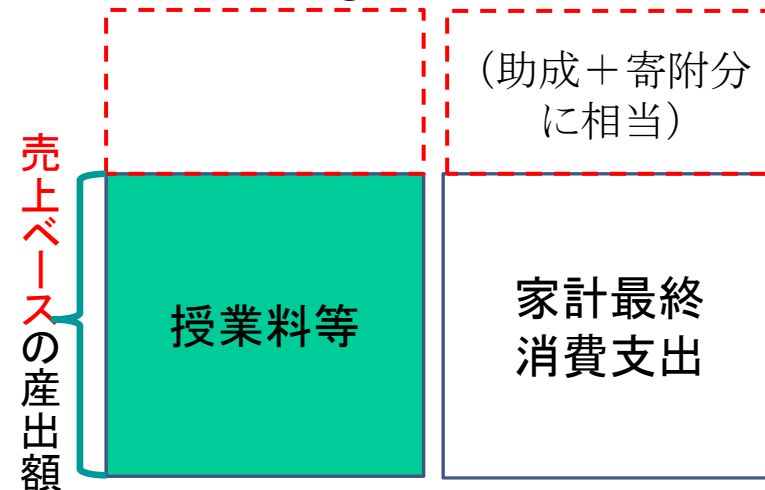 (助成＋寄附分
に相当)
売上ベースの産出額
授業料等
家計最終
消費支出